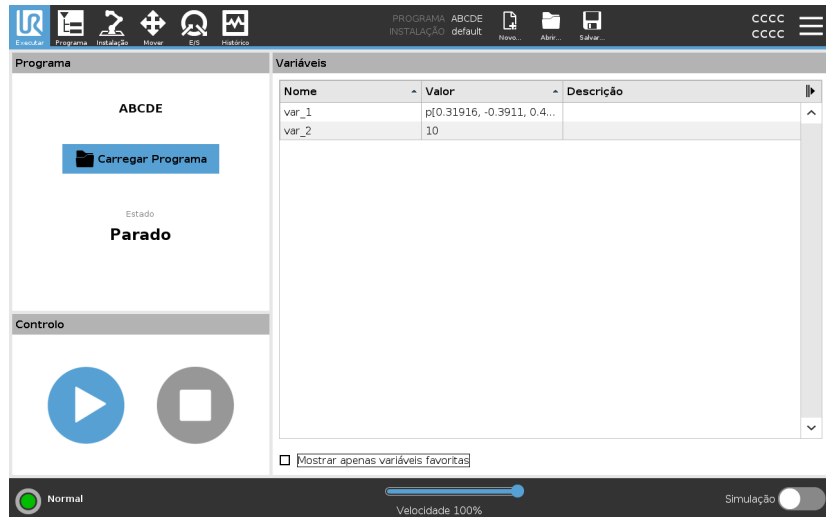 UR
Executar Programa Instalação Mover E/S Histórico
PROGRAMA ABCDE
INSTALAÇÃO default
Novo... Abrir... Salvar...
cccc
cccc
Programa
ABCDE
Carregar Programa
Estado
Parado
Controlo
Variáveis
Nome Valor Descrição
var_1 p[0.31916, -0.3911, 0.4...
var_2 10
Mostrar apenas variáveis favoritas
Normal
Velocidade 100%
Simulação